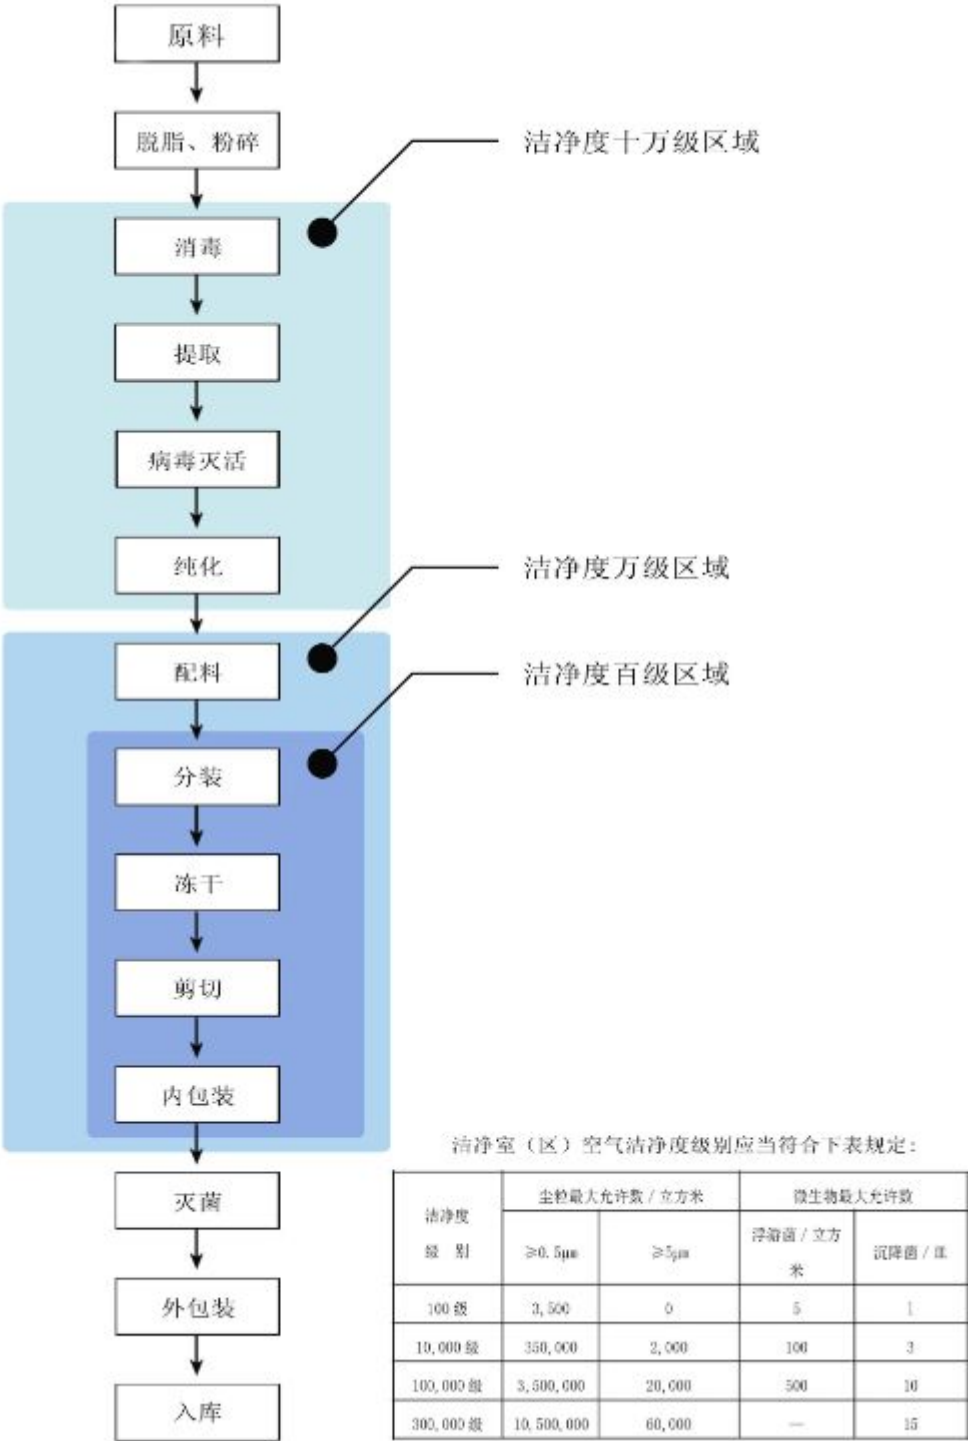 原料
脱脂、粉碎
洁净度十万级区域
消毒
提取
病毒灭活
纯化
洁净度万级区域
配料
洁净度百级区域
分装
冻干
剪切
内包装
灭菌
外包装
入库
洁净室（区）空气洁净度级别应当符合下表规定：
洁净度
级 别
尘粒最大允许数/立方米
微生物最大允许数
≥0.5μm
≥5μm
浮游菌/立方
米
沉降菌/皿
100级 3,500 0 5 1
10,000级 350,000 2,000 100 3
100,000级 3,500,000 20,000 500 10
300,000级 10,500,000 60,000 — 15